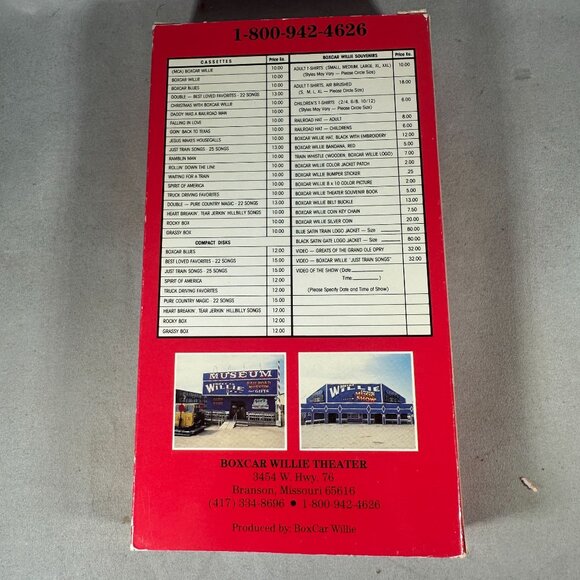 1-800-942-4626
CASSETTES Price Ea.
(MCA) BOXCAR WILLIE 10.00
BOXCAR WILLIE 10.00
BOXCAR BLUES 10.00
DOUBLE — BEST LOVED FAVORITES · 22 SONGS 13.00
CHRISTMAS WITH BOXCAR WILLIE 10.00
DADDY WAS A RAILROAD MAN 10.00
FALLING IN LOVE 10.00
GOIN' BACK TO TEXAS 10.00
JESUS MAKES HOUSECALLS 10.00
JUST TRAIN SONGS · 25 SONGS 13.00
RAMBLIN MAN 10.00
ROLLIN' DOWN THE LINE 10.00
WAITING FOR A TRAIN 10.00
SPIRIT OF AMERICA 10.00
TRUCK DRIVING FAVORITES 10.00
DOUBLE — PURE COUNTRY MAGIC · 22 SONGS 13.00
HEART BREAKIN', TEAR JERKIN' HILLBILLY SONGS 10.00
ROCKY BOX 10.00
GRASSY BOX 10.00
COMPACT DISKS
BOXCAR BLUES 12.00
BEST LOVED FAVORITES · 22 SONGS 15.00
JUST TRAIN SONGS · 25 SONGS 15.00
SPIRIT OF AMERICA 12.00
TRUCK DRIVING FAVORITES 12.00
PURE COUNTRY MAGIC · 22 SONGS 15.00
HEART BREAKIN', TEAR JERKIN' HILLBILLY SONGS 12.00
ROCKY BOX 12.00
GRASSY BOX 12.00
BOXCAR WILLIE SOUVENIRS Price Ea.
ADULT T-SHIRTS (SMALL, MEDIUM, LARGE, XL, XXL) 10.00
(Styles May Vary — Please Circle Size)
ADULT T-SHIRTS, AIR BRUSHED 18.00
(S, M, L, XL — Please Circle Size)
CHILDREN'S T-SHIRTS (2/4, 6/8, 10/12) 6.00
(Styles May Vary — Please Circle Size)
RAILROAD HAT — ADULT 8.00
RAILROAD HAT — CHILDRENS 6.00
BOXCAR WILLIE HAT, BLACK WITH EMBROIDERY 12.00
BOXCAR WILLIE BANDANA, RED 5.00
TRAIN WHISTLE (WOODEN, BOXCAR WILLIE LOGO) 7.00
BOXCAR WILLIE COLOR JACKET PATCH 2.00
BOXCAR WILLIE BUMPER STICKER .25
BOXCAR WILLIE 8 x 10 COLOR PICTURE 2.00
BOXCAR WILLIE THEATER SOUVENIR BOOK 5.00
BOXCAR WILLIE BELT BUCKLE 13.00
BOXCAR WILLIE COIN KEY CHAIN 7.50
BOXCAR WILLIE SILVER COIN 20.00
BLUE SATIN TRAIN LOGO JACKET — Size 60.00
BLACK SATIN GATE LOGO JACKET — Size 60.00
VIDEO — GREATS OF THE GRAND OLE OPRY 32.00
VIDEO — BOXCAR WILLIE "JUST TRAIN SONGS" 32.00
VIDEO OF THE SHOW (Date
Time )
(Please Specify Date and Time of Show)
MUSEUM
WILLIE
RAILROAD
MUSEUM
GIFTS
WILLIE
SHOW
BOXCAR WILLIE THEATER
3454 W. Hwy. 76
Branson, Missouri 65616
(417) 334-8696 ● 1-800-942-4626
Produced by: BoxCar Willie